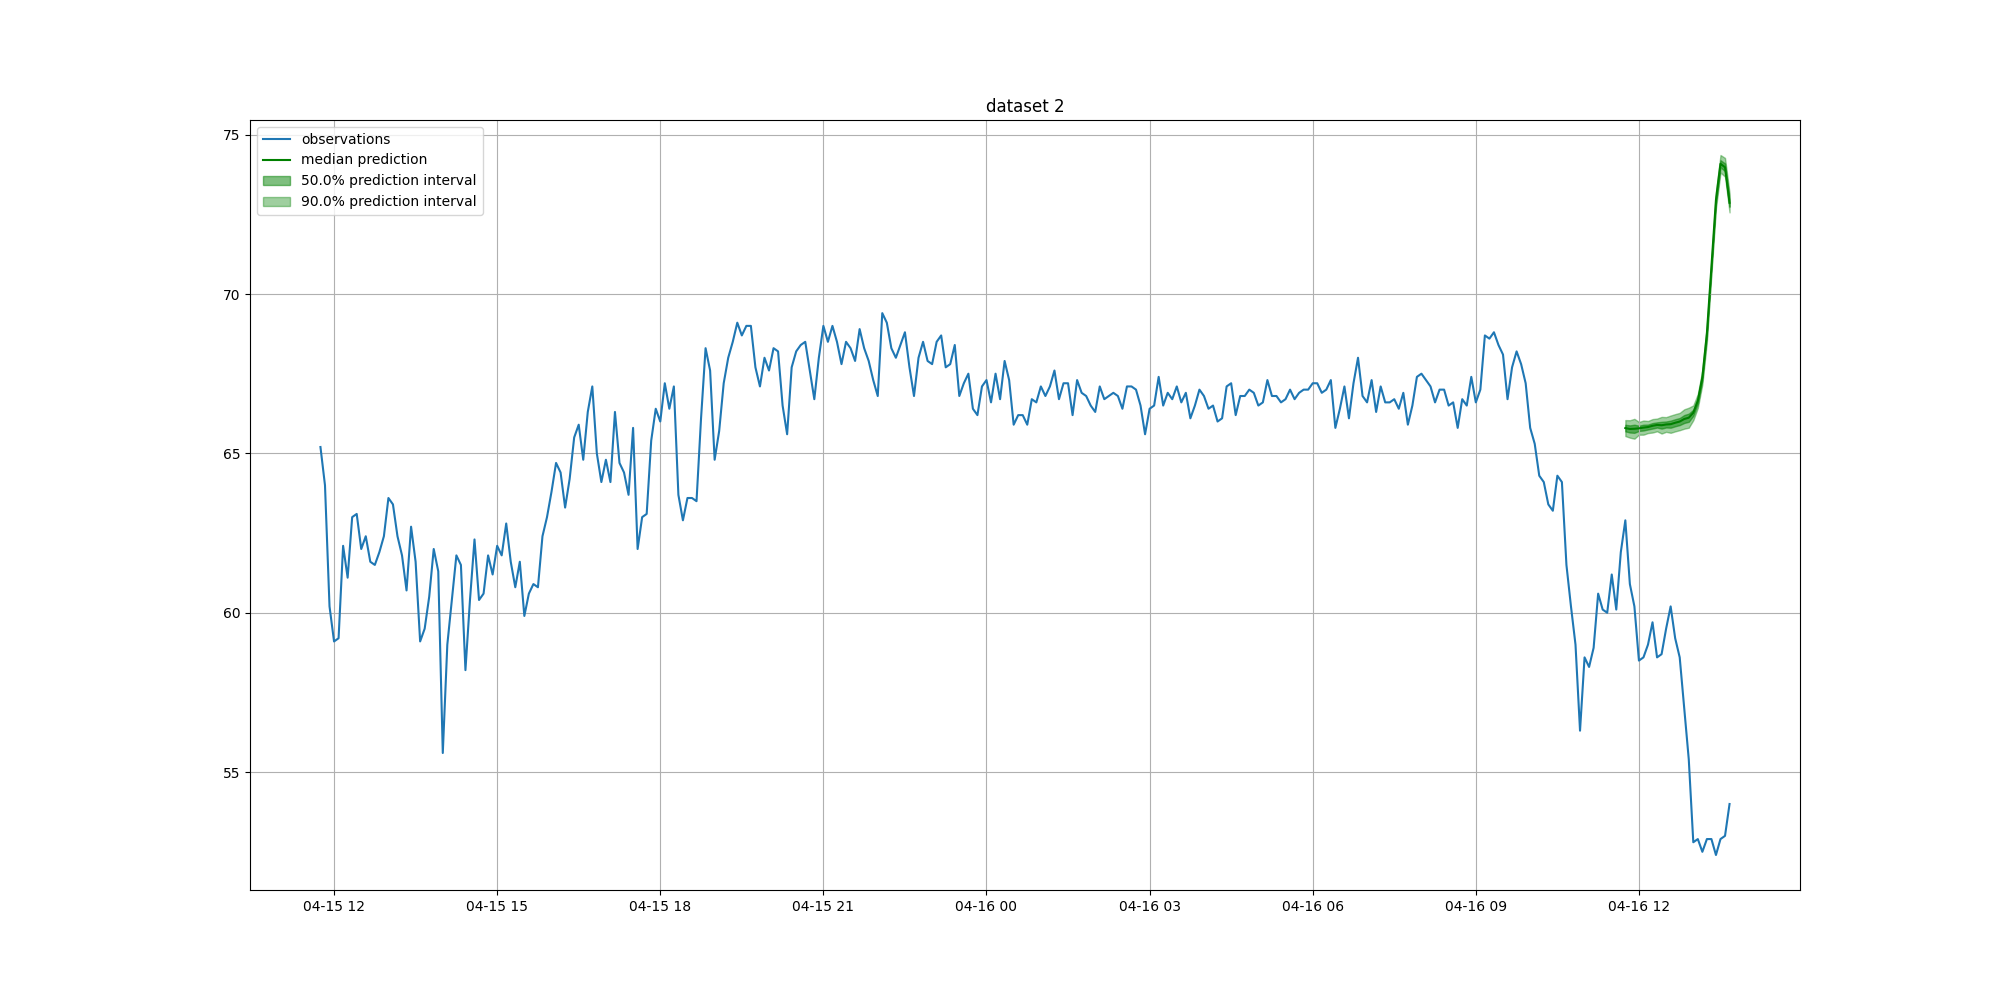 dataset 2
observations
median prediction
50.0% prediction interval
90.0% prediction interval
75
70
65
60
55
04-15 12
04-15 15
04-15 18
04-15 21
04-16 00
04-16 03
04-16 06
04-16 09
04-16 12